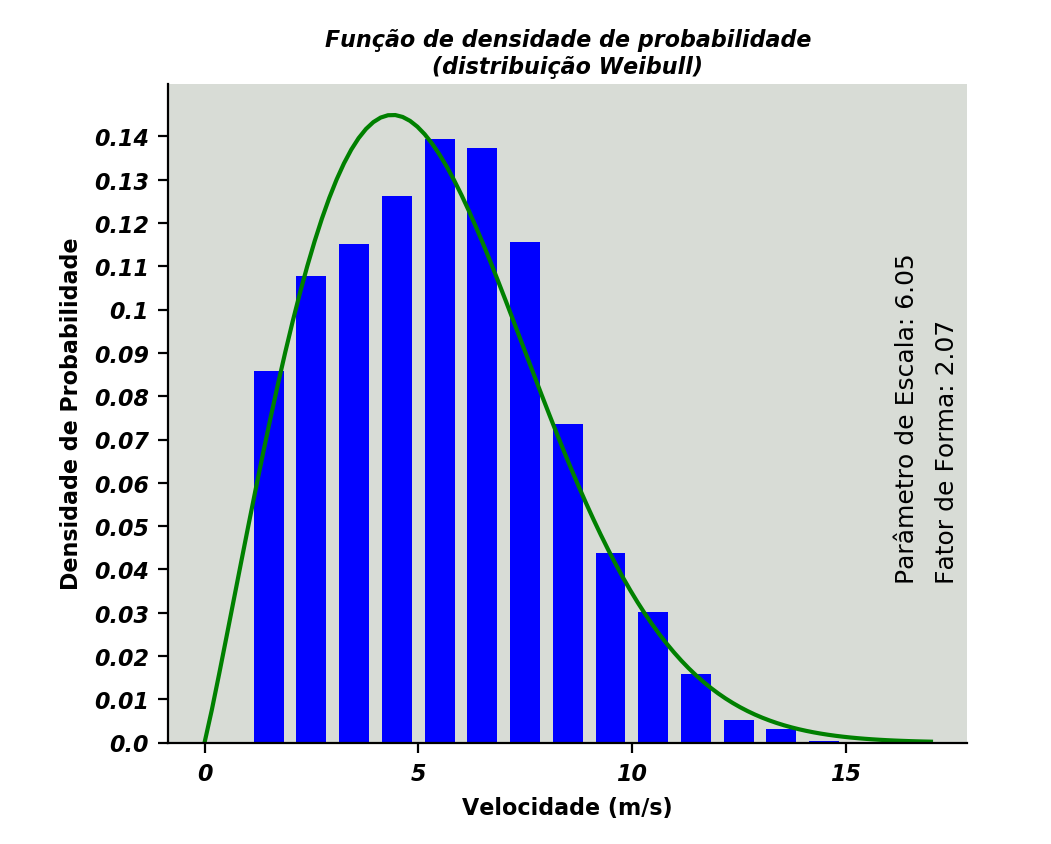 Função de densidade de probabilidade
(distribuição Weibull)
Densidade de Probabilidade
0.14
0.13
0.12
0.11
0.1
0.09
0.08
0.07
0.06
0.05
0.04
0.03
0.02
0.01
0.0
Parâmetro de Escala: 6.05
Fator de Forma: 2.07
0 5 10 15
Velocidade (m/s)